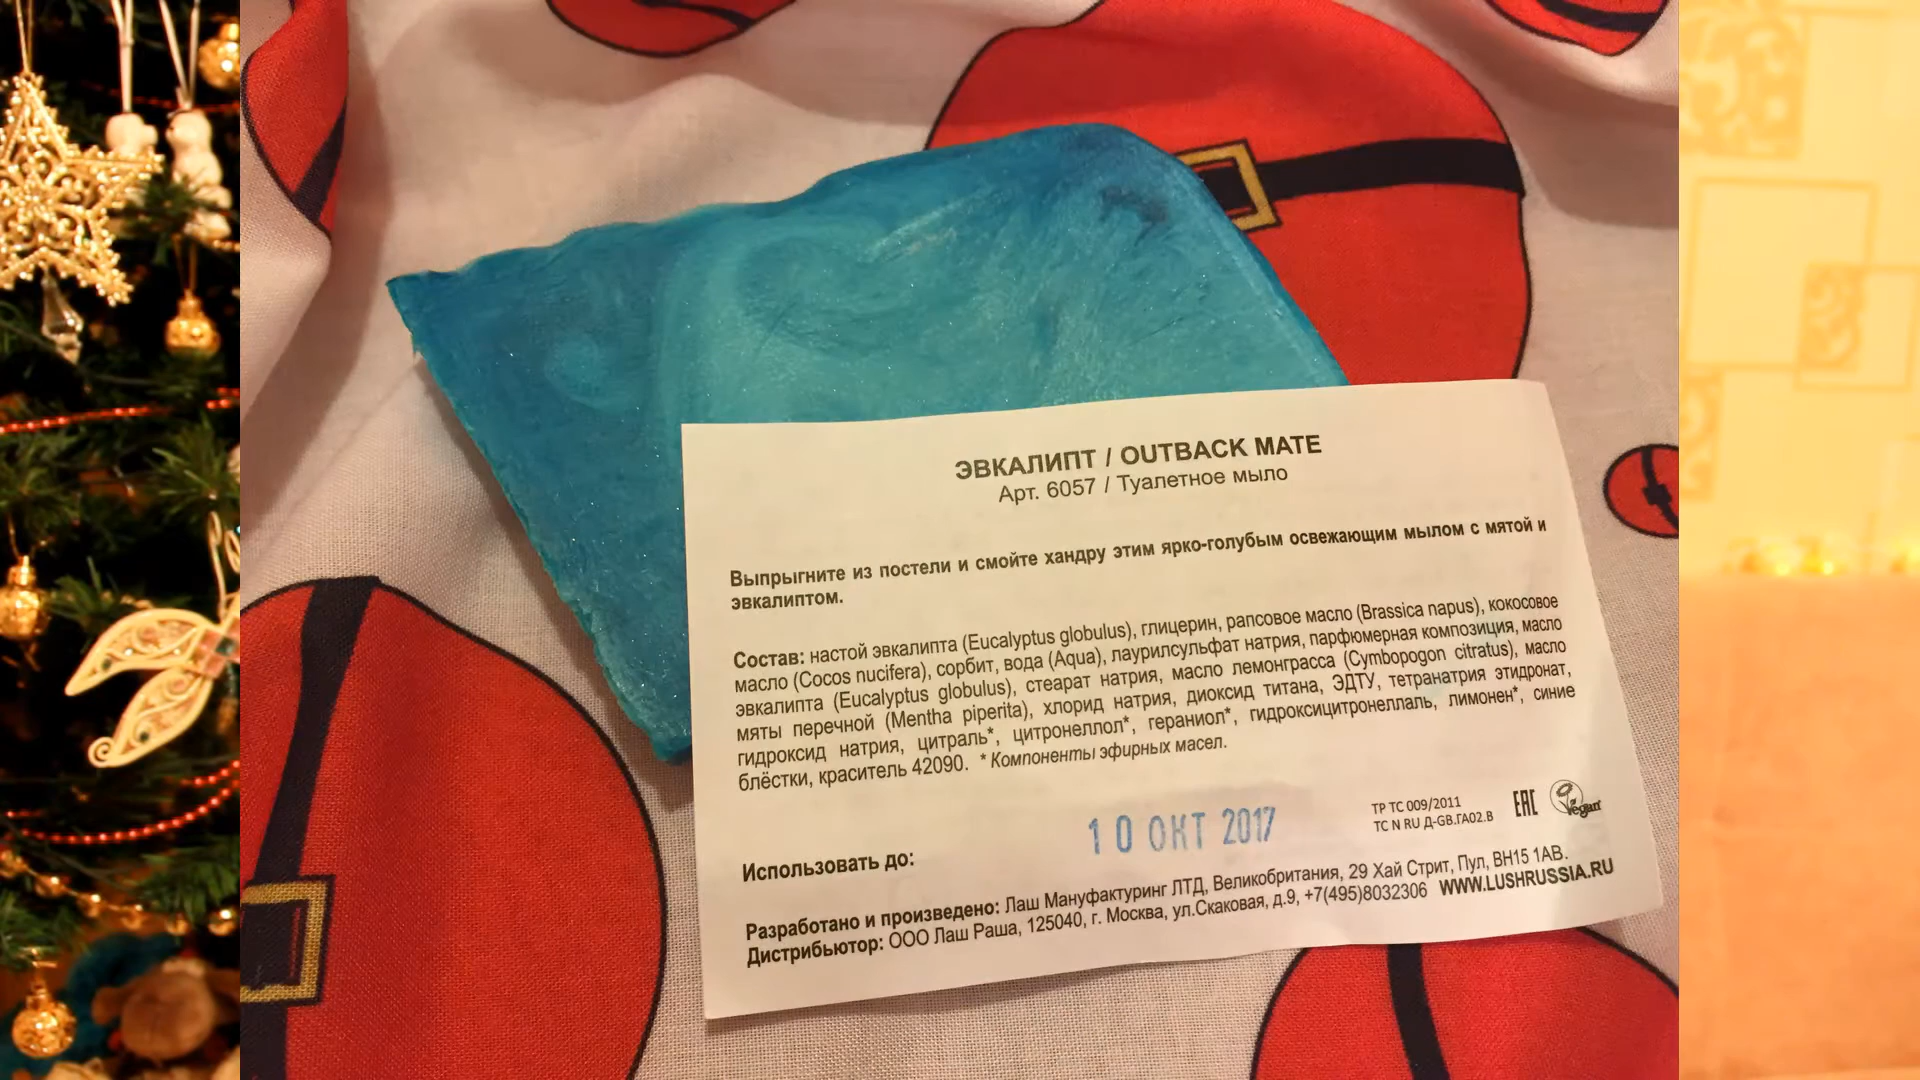 ЭВКАЛИПТ / OUTBACK MATE
Арт. 6057 / Туалетное мыло
Выпрыгните из постели и смойте хандру этим ярко-голубым освежающим мылом с мятой и
эвкалиптом.
Состав: настой эвкалипта (Eucalyptus globulus), глицерин, рапсовое масло (Brassica napus), кокосовое
масло (Cocos nucifera), сорбит, вода (Aqua), лаурилсульфат натрия, парфюмерная композиция, масло
эвкалипта (Eucalyptus globulus), стеарат натрия, масло лемонграсса (Cymbopogon citratus), масло
мяты перечной (Mentha piperita), хлорид натрия, диоксид титана, ЭДТУ, тетранатрия этидронат,
гидроксид натрия, цитраль*, цитронеллол*, гераниол*, гидроксицитронеллаль, лимонен*, синие
блёстки, краситель 42090. * Компоненты эфирных масел.
ТР ТС 009/2011
ТС N RU Д-GB.ГА02.В
EAC
Vegan
Использовать до: 10 ОКТ 2017
Разработано и произведено: Лаш Мануфактуринг ЛТД, Великобритания, 29 Хай Стрит, Пул, BH15 1AB.
Дистрибьютор: ООО Лаш Раша, 125040, г. Москва, ул.Скаковая, д.9, +7(495)8032306 WWW.LUSHRUSSIA.RU